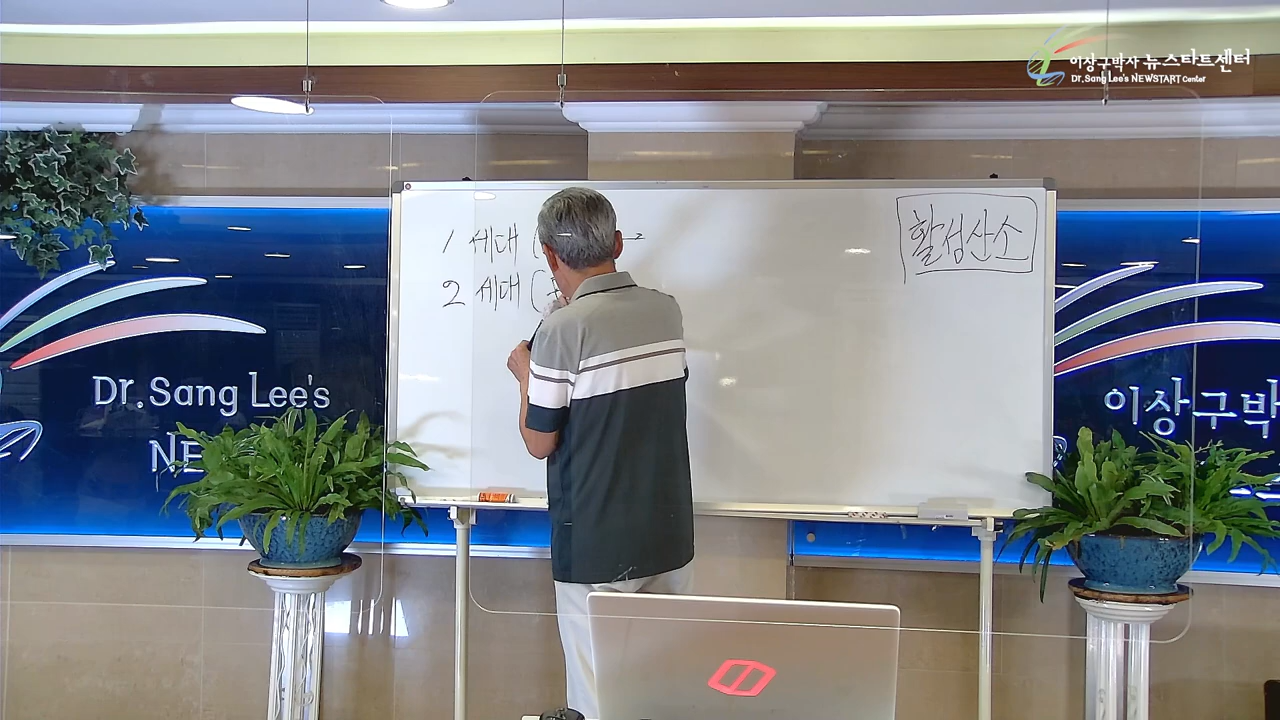 이상구박사 뉴스타트센터
Dr. Sang Lee's NEWSTART Center
1 세대 (
2 세대 (
활성산소
Dr. Sang Lee's
NE
이상구박